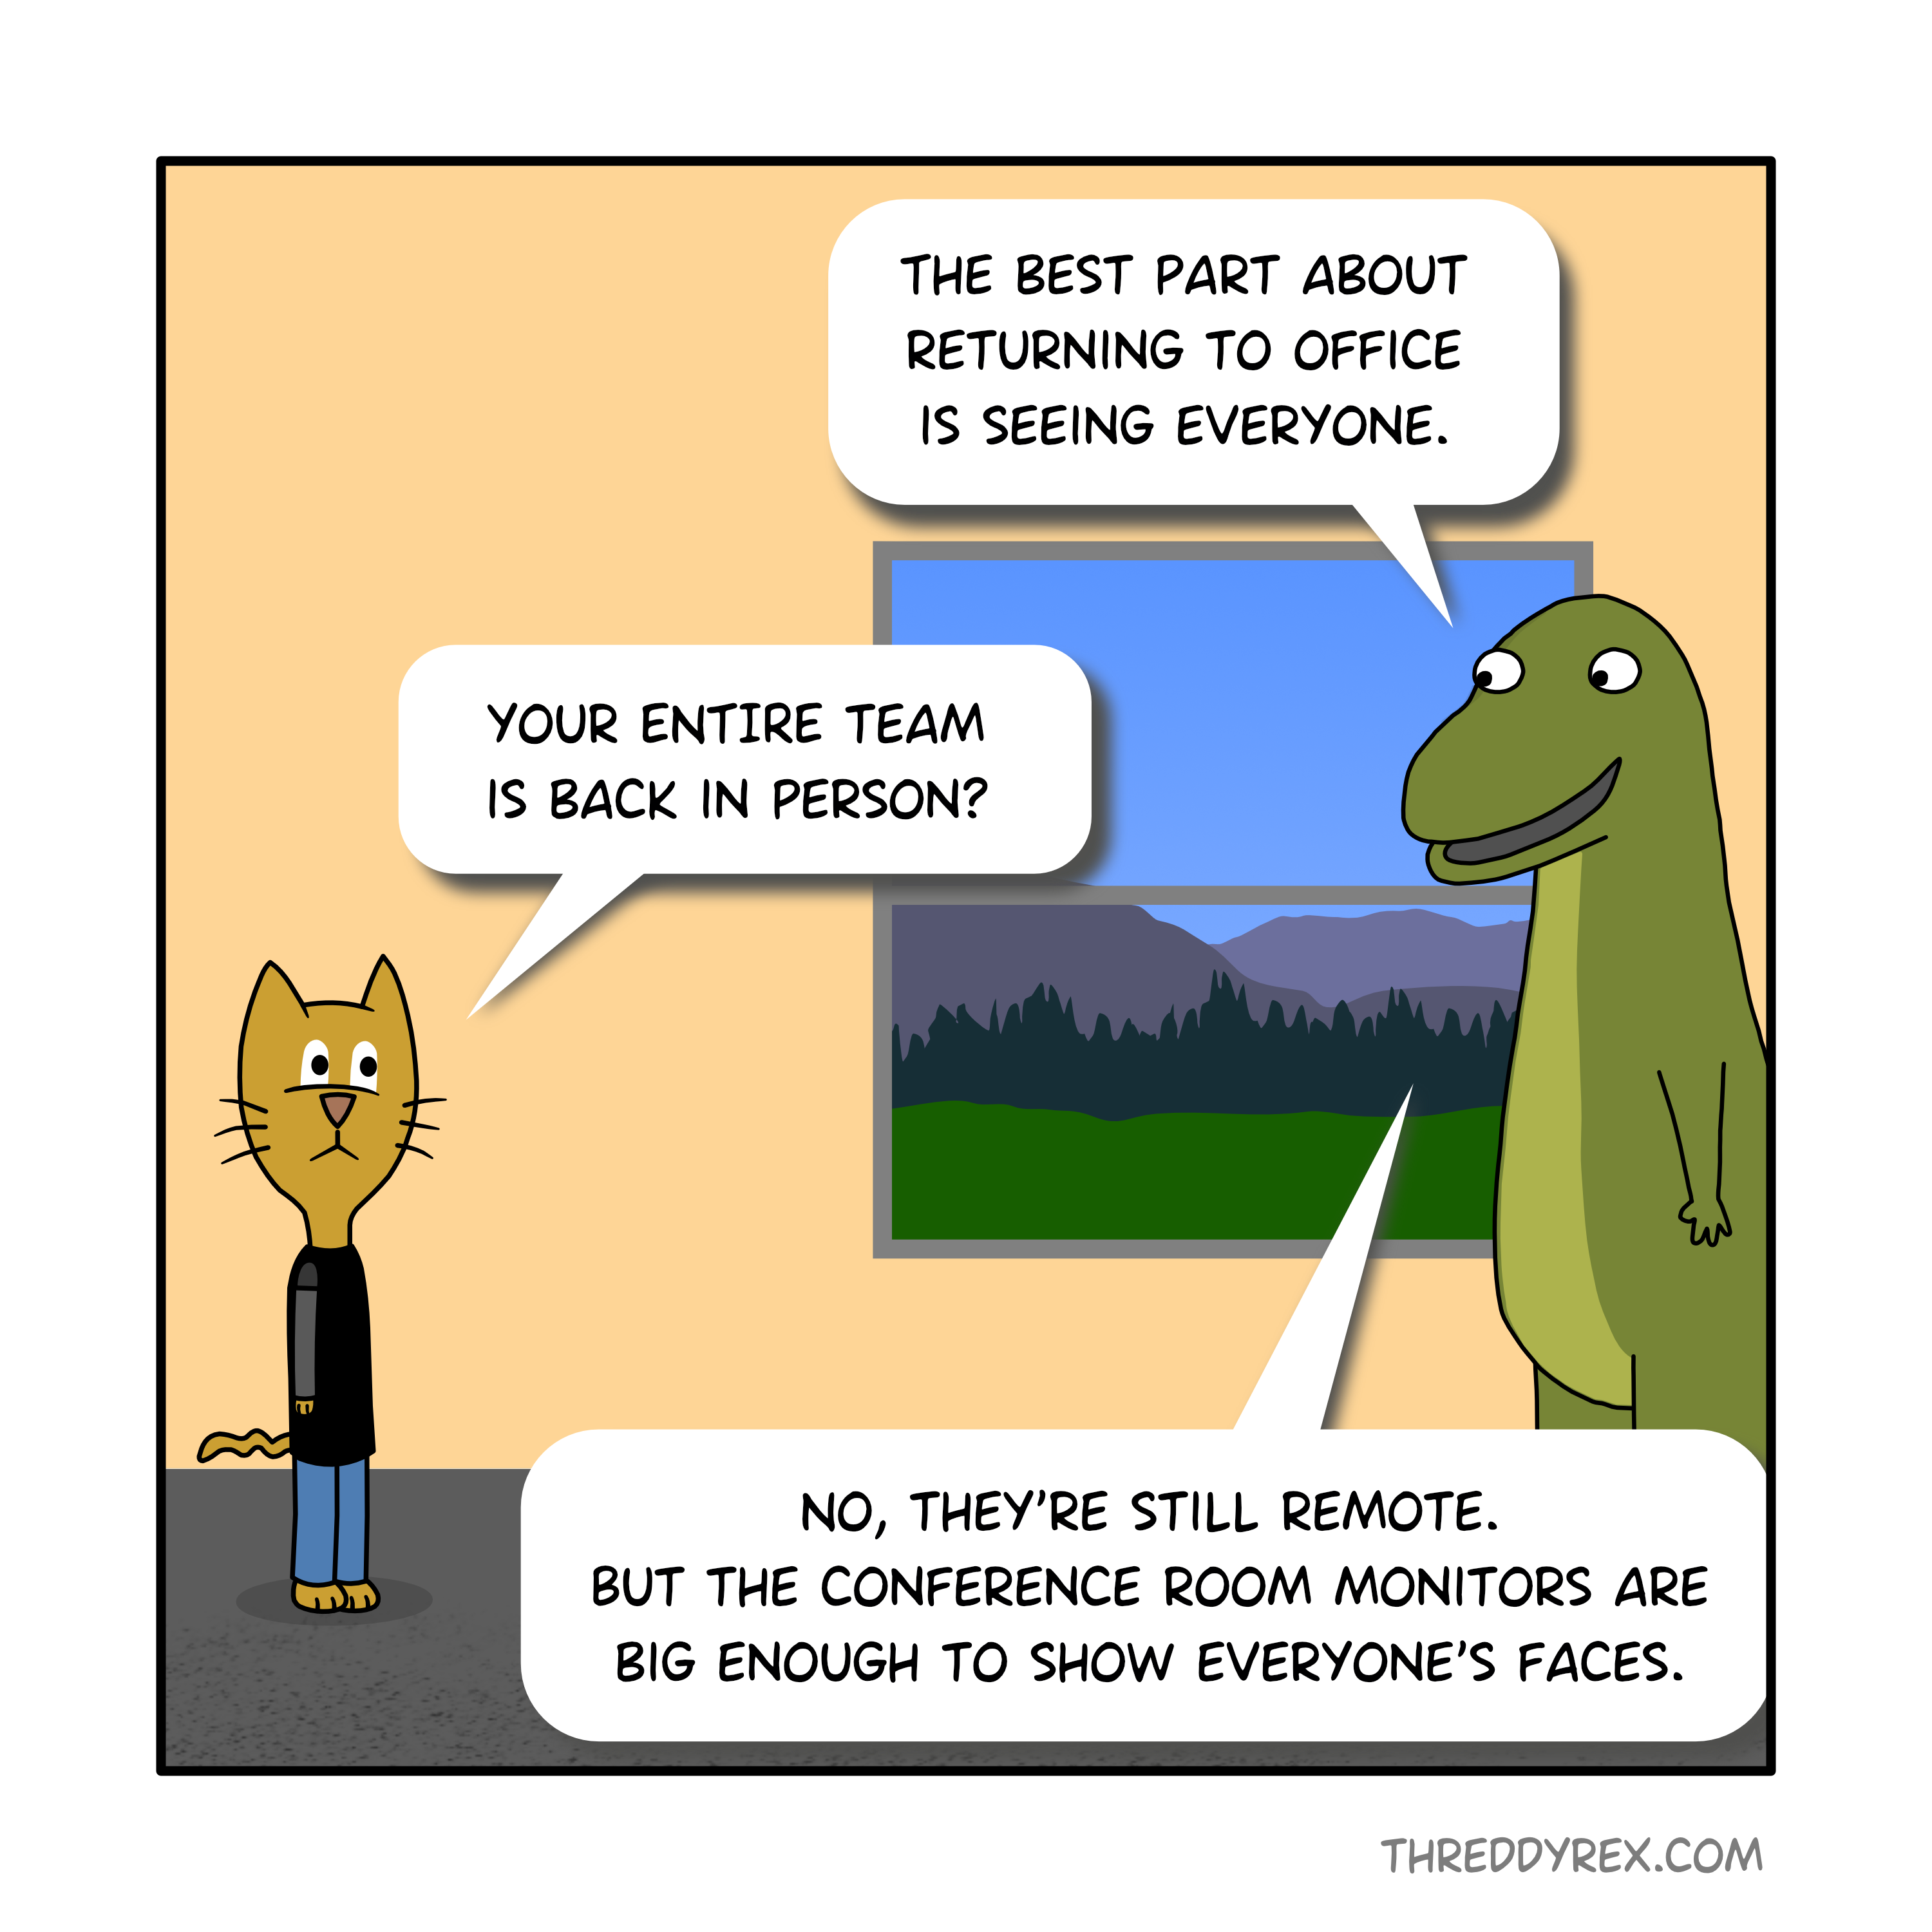 THE BEST PART ABOUT
RETURNING TO OFFICE
IS SEEING EVERYONE.
YOUR ENTIRE TEAM
IS BACK IN PERSON?
NO, THEY'RE STILL REMOTE.
BUT THE CONFERENCE ROOM MONITORS ARE
BIG ENOUGH TO SHOW EVERYONE'S FACES.
THREDDYREX.COM